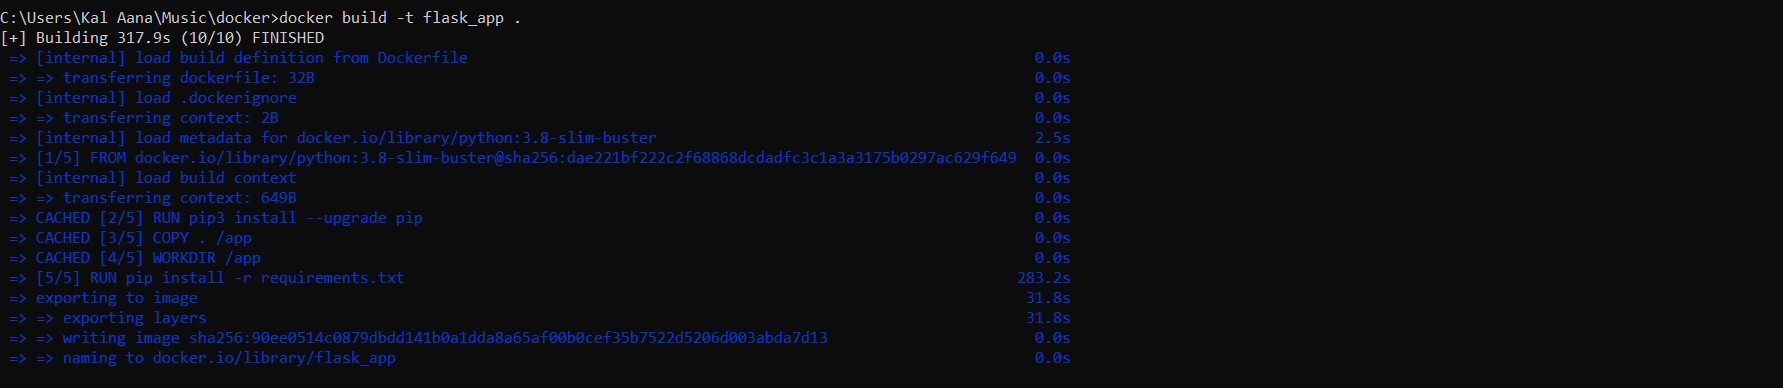 C:\Users\Kal Aana\Music\docker>docker build -t flask_app .
[+] Building 317.9s (10/10) FINISHED
=> [internal] load build definition from Dockerfile 0.0s
=> => transferring dockerfile: 32B 0.0s
=> [internal] load .dockerignore 0.0s
=> => transferring context: 2B 0.0s
=> [internal] load metadata for docker.io/library/python:3.8-slim-buster 2.5s
=> [1/5] FROM docker.io/library/python:3.8-slim-buster@sha256:dae221bf222c2f68868dcdadfc3c1a3a3175b0297ac629f649 0.0s
=> [internal] load build context 0.0s
=> => transferring context: 649B 0.0s
=> CACHED [2/5] RUN pip3 install --upgrade pip 0.0s
=> CACHED [3/5] COPY . /app 0.0s
=> CACHED [4/5] WORKDIR /app 0.0s
=> [5/5] RUN pip install -r requirements.txt 283.2s
=> exporting to image 31.8s
=> => exporting layers 31.8s
=> => writing image sha256:90ee0514c0879dbdd141b0a1dda8a65af00b0cef35b7522d5206d003abda7d13 0.0s
=> => naming to docker.io/library/flask_app 0.0s